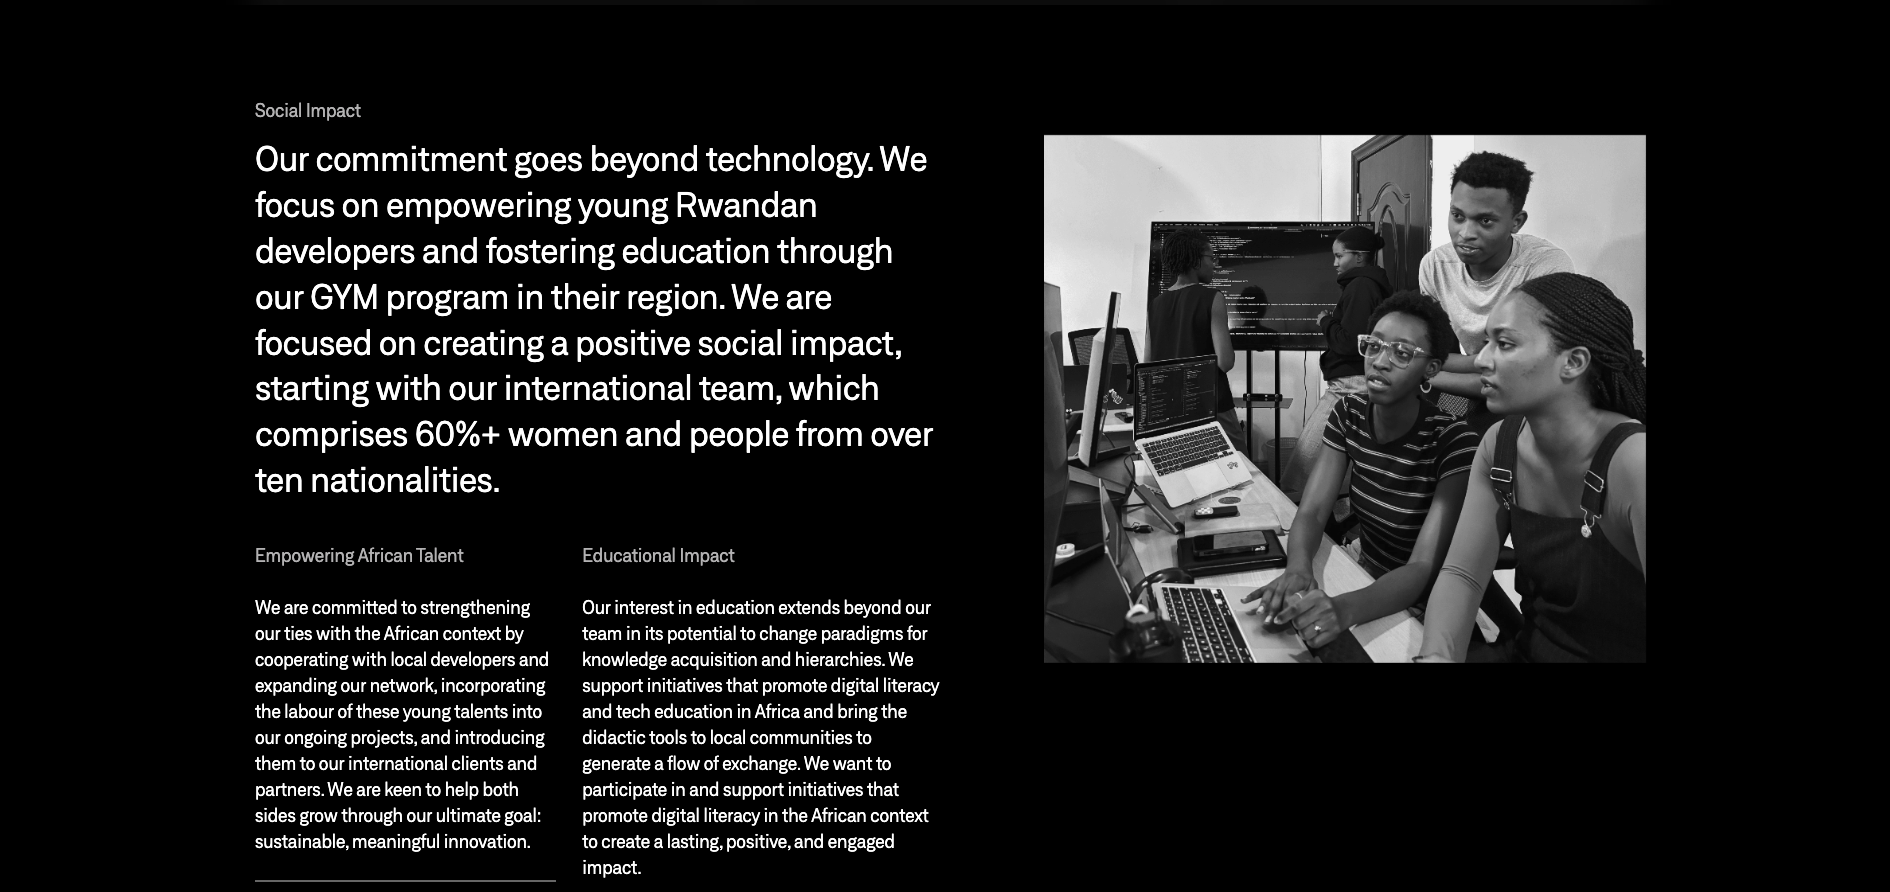 Social Impact
Our commitment goes beyond technology. We
focus on empowering young Rwandan
developers and fostering education through
our GYM program in their region. We are
focused on creating a positive social impact,
starting with our international team, which
comprises 60%+ women and people from over
ten nationalities.
Empowering African Talent
We are committed to strengthening
our ties with the African context by
cooperating with local developers and
expanding our network, incorporating
the labour of these young talents into
our ongoing projects, and introducing
them to our international clients and
partners. We are keen to help both
sides grow through our ultimate goal:
sustainable, meaningful innovation.
Educational Impact
Our interest in education extends beyond our
team in its potential to change paradigms for
knowledge acquisition and hierarchies. We
support initiatives that promote digital literacy
and tech education in Africa and bring the
didactic tools to local communities to
generate a flow of exchange. We want to
participate in and support initiatives that
promote digital literacy in the African context
to create a lasting, positive, and engaged
impact.